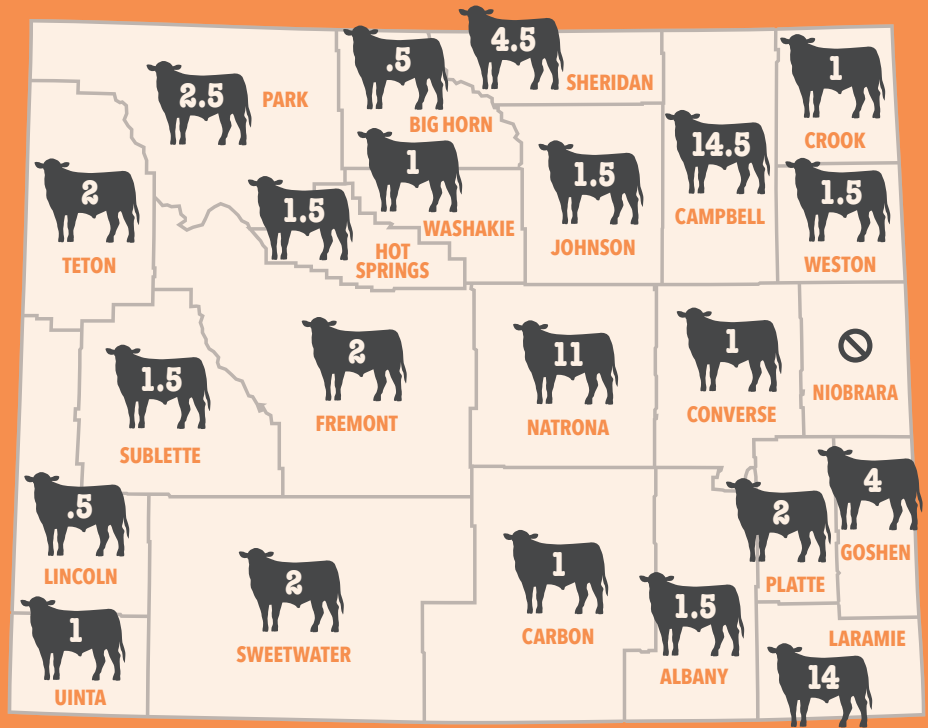 4.5
SHERIDAN
.5
BIG HORN
2.5
PARK
1
CROOK
14.5
CAMPBELL
1
WASHAKIE
1.5
JOHNSON
2
TETON
1.5
HOT
SPRINGS
1.5
WESTON
2
FREMONT
11
NATRONA
1
CONVERSE
NIOBRARA
1.5
SUBLETTE
.5
LINCOLN
4
GOSHEN
2
PLATTE
2
SWEETWATER
1
CARBON
1.5
ALBANY
1
UINTA
LARAMIE
14